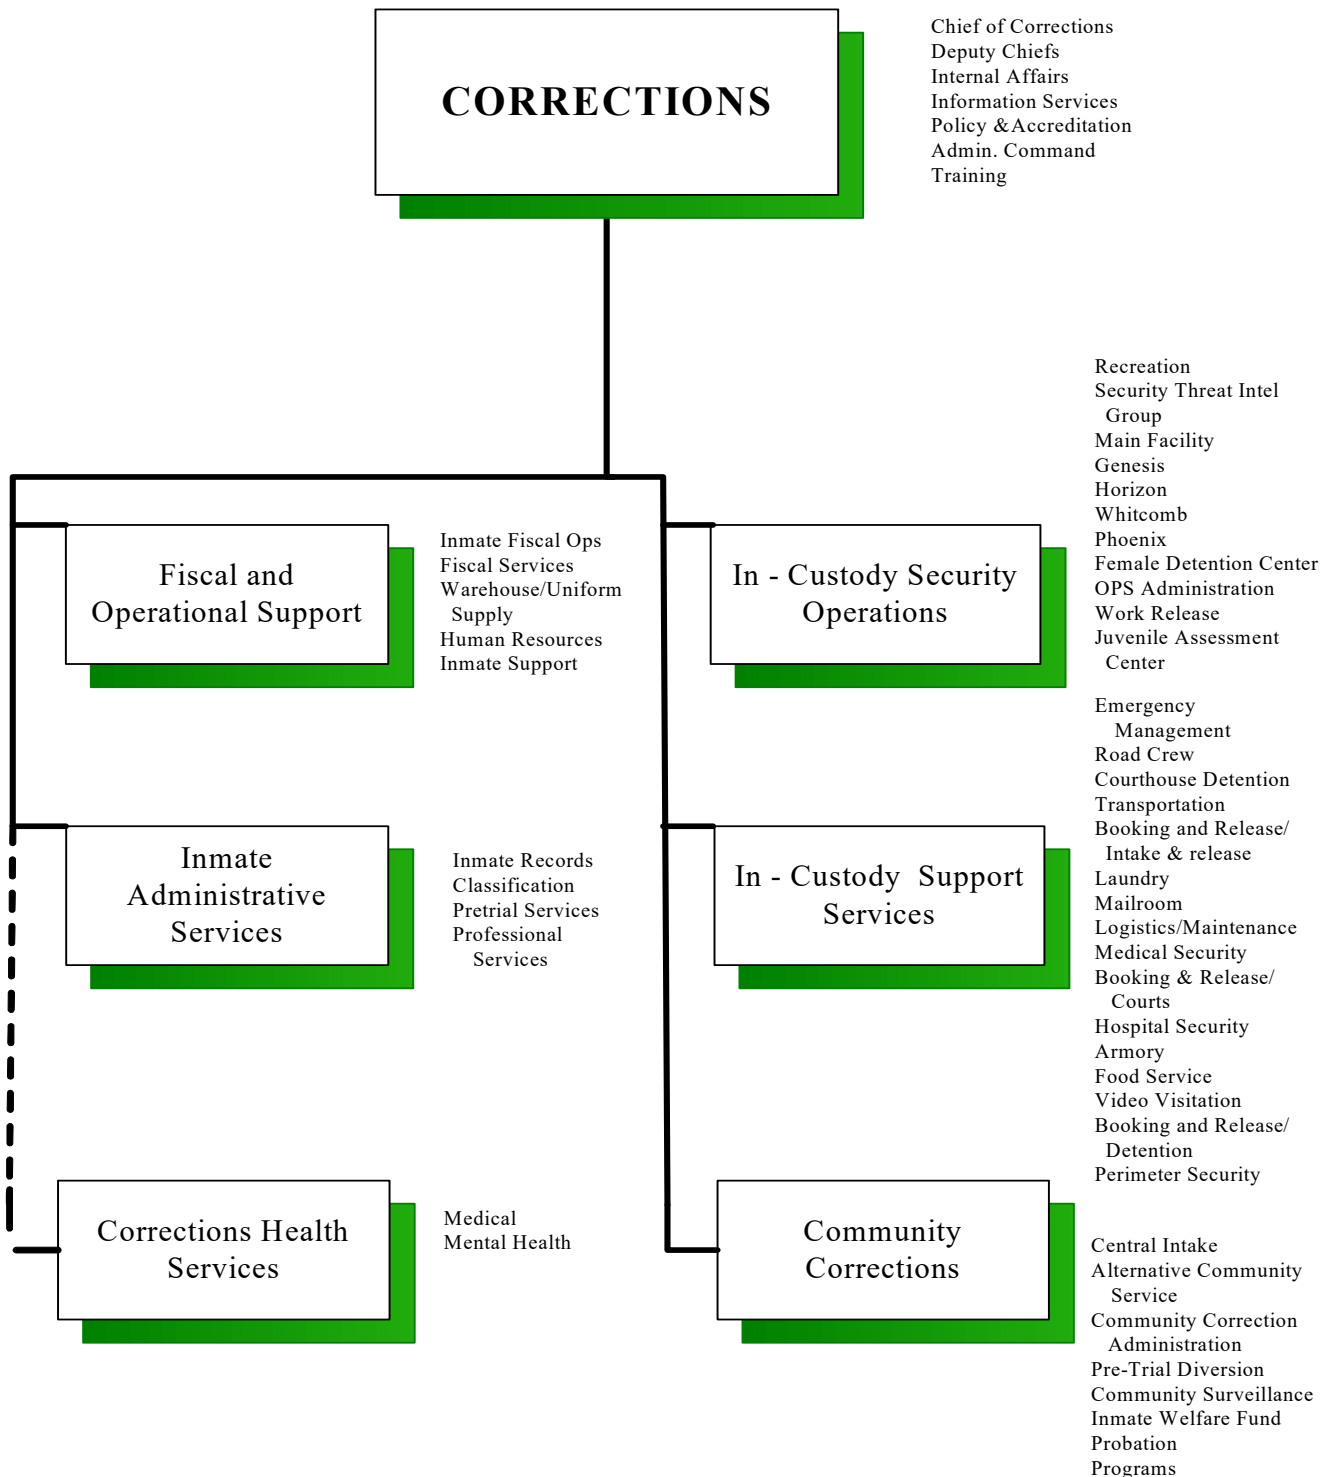 CORRECTIONS
Chief of Corrections
Deputy Chiefs
Internal Affairs
Information Services
Policy &Accreditation
Admin. Command
Training
Fiscal and
Operational Support
Inmate Fiscal Ops
Fiscal Services
Warehouse/Uniform
Supply
Human Resources
Inmate Support
In - Custody Security
Operations
Recreation
Security Threat Intel
Group
Main Facility
Genesis
Horizon
Whitcomb
Phoenix
Female Detention Center
OPS Administration
Work Release
Juvenile Assessment
Center
Inmate
Administrative
Services
Inmate Records
Classification
Pretrial Services
Professional
Services
In - Custody  Support
Services
Emergency
Management
Road Crew
Courthouse Detention
Transportation
Booking and Release/
Intake & release
Laundry
Mailroom
Logistics/Maintenance
Medical Security
Booking & Release/
Courts
Hospital Security
Armory
Food Service
Video Visitation
Booking and Release/
Detention
Perimeter Security
Corrections Health
Services
Medical
Mental Health
Community
Corrections
Central Intake
Alternative Community
Service
Community Correction
Administration
Pre-Trial Diversion
Community Surveillance
Inmate Welfare Fund
Probation
Programs